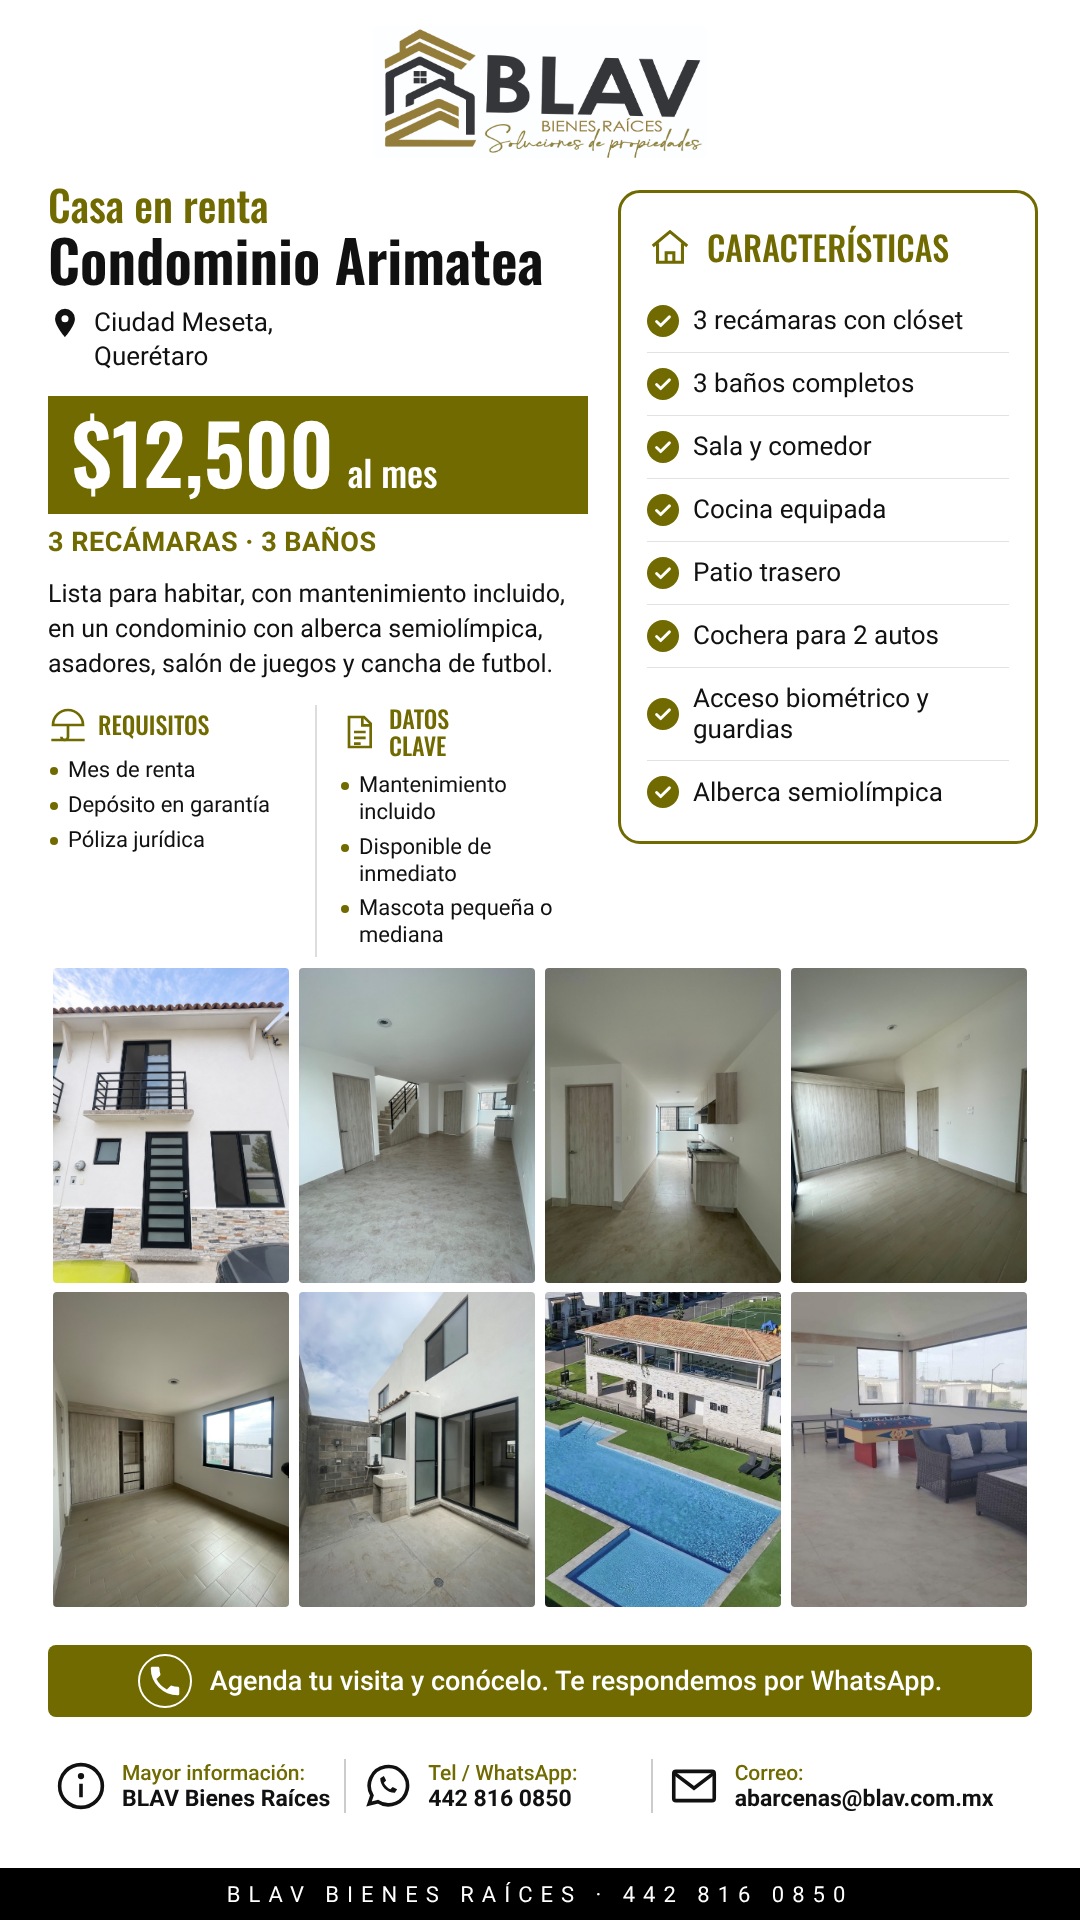 BLAV
BIENES RAÍCES
Soluciones de propiedades
Casa en renta
Condominio Arimatea
Ciudad Meseta,
Querétaro
$12,500 al mes
3 RECÁMARAS · 3 BAÑOS
Lista para habitar, con mantenimiento incluido,
en un condominio con alberca semiolímpica,
asadores, salón de juegos y cancha de futbol.
REQUISITOS
Mes de renta
Depósito en garantía
Póliza jurídica
DATOS
CLAVE
Mantenimiento
incluido
Disponible de
inmediato
Mascota pequeña o
mediana
CARACTERÍSTICAS
3 recámaras con clóset
3 baños completos
Sala y comedor
Cocina equipada
Patio trasero
Cochera para 2 autos
Acceso biométrico y
guardias
Alberca semiolímpica
Agenda tu visita y conócelo. Te respondemos por WhatsApp.
Mayor información:
BLAV Bienes Raíces
Tel / WhatsApp:
442 816 0850
Correo:
abarcenas@blav.com.mx
BLAV BIENES RAÍCES · 442 816 0850